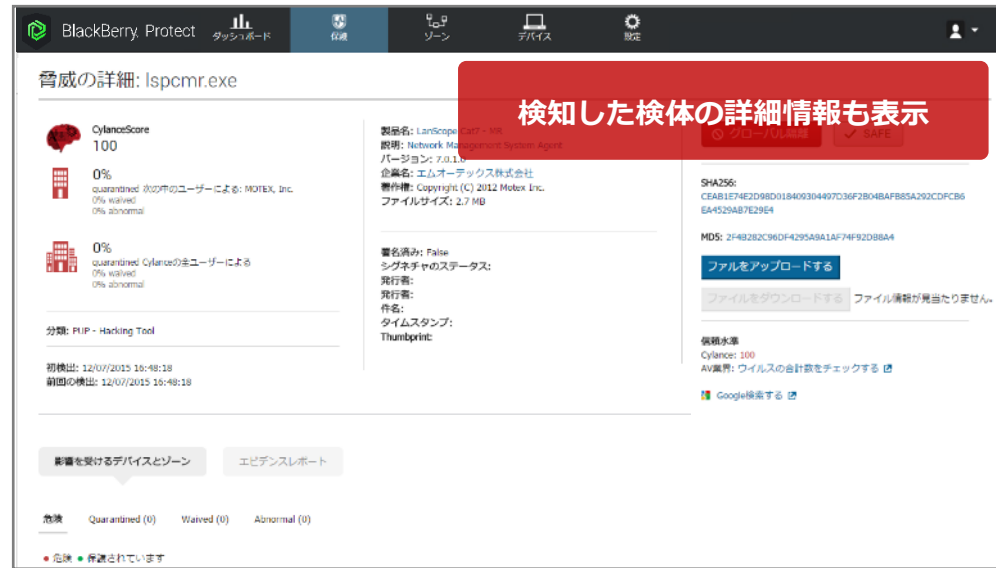 BlackBerry. Protect
ダッシュボード
保護
ゾーン
デバイス
設定
脅威の詳細: lspcmr.exe
検知した検体の詳細情報も表示
CylanceScore
100
0%
quarantined 次の中のユーザーによる: MOTEX, Inc.
0% waived
0% abnormal
0%
quarantined Cylanceの全ユーザーによる
0% waived
0% abnormal
分類: PUP - Hacking Tool
初検出: 12/07/2015 16:48:18
前回の検出: 12/07/2015 16:48:18
製品名: LanScope Cat7 - MR
説明: Network Management System Agent
バージョン: 7.0.1.0
企業名: エムオーテックス株式会社
著作権: Copyright (C) 2012 Motex Inc.
ファイルサイズ: 2.7 MB
署名済み: False
シグネチャのステータス:
発行者:
発行者:
件名:
タイムスタンプ:
Thumbprint:
グローバル隔離
SAFE
SHA256:
CEAB1E74E2D98D018409304497D36F2B04BAFB85A292CDFCB6
EA4529AB7E29E4
MD5: 2F4B282C96DF4295A9A1AF74F92DB8A4
ファルをアップロードする
ファイルをダウンロードする ファイル情報が見当たりません。
信頼水準
Cylance: 100
AV業界: ウイルスの合計数をチェックする
Google検索する
影響を受けるデバイスとゾーン
エビデンスレポート
危険 Quarantined (0) Waived (0) Abnormal (0)
危険 保護されています